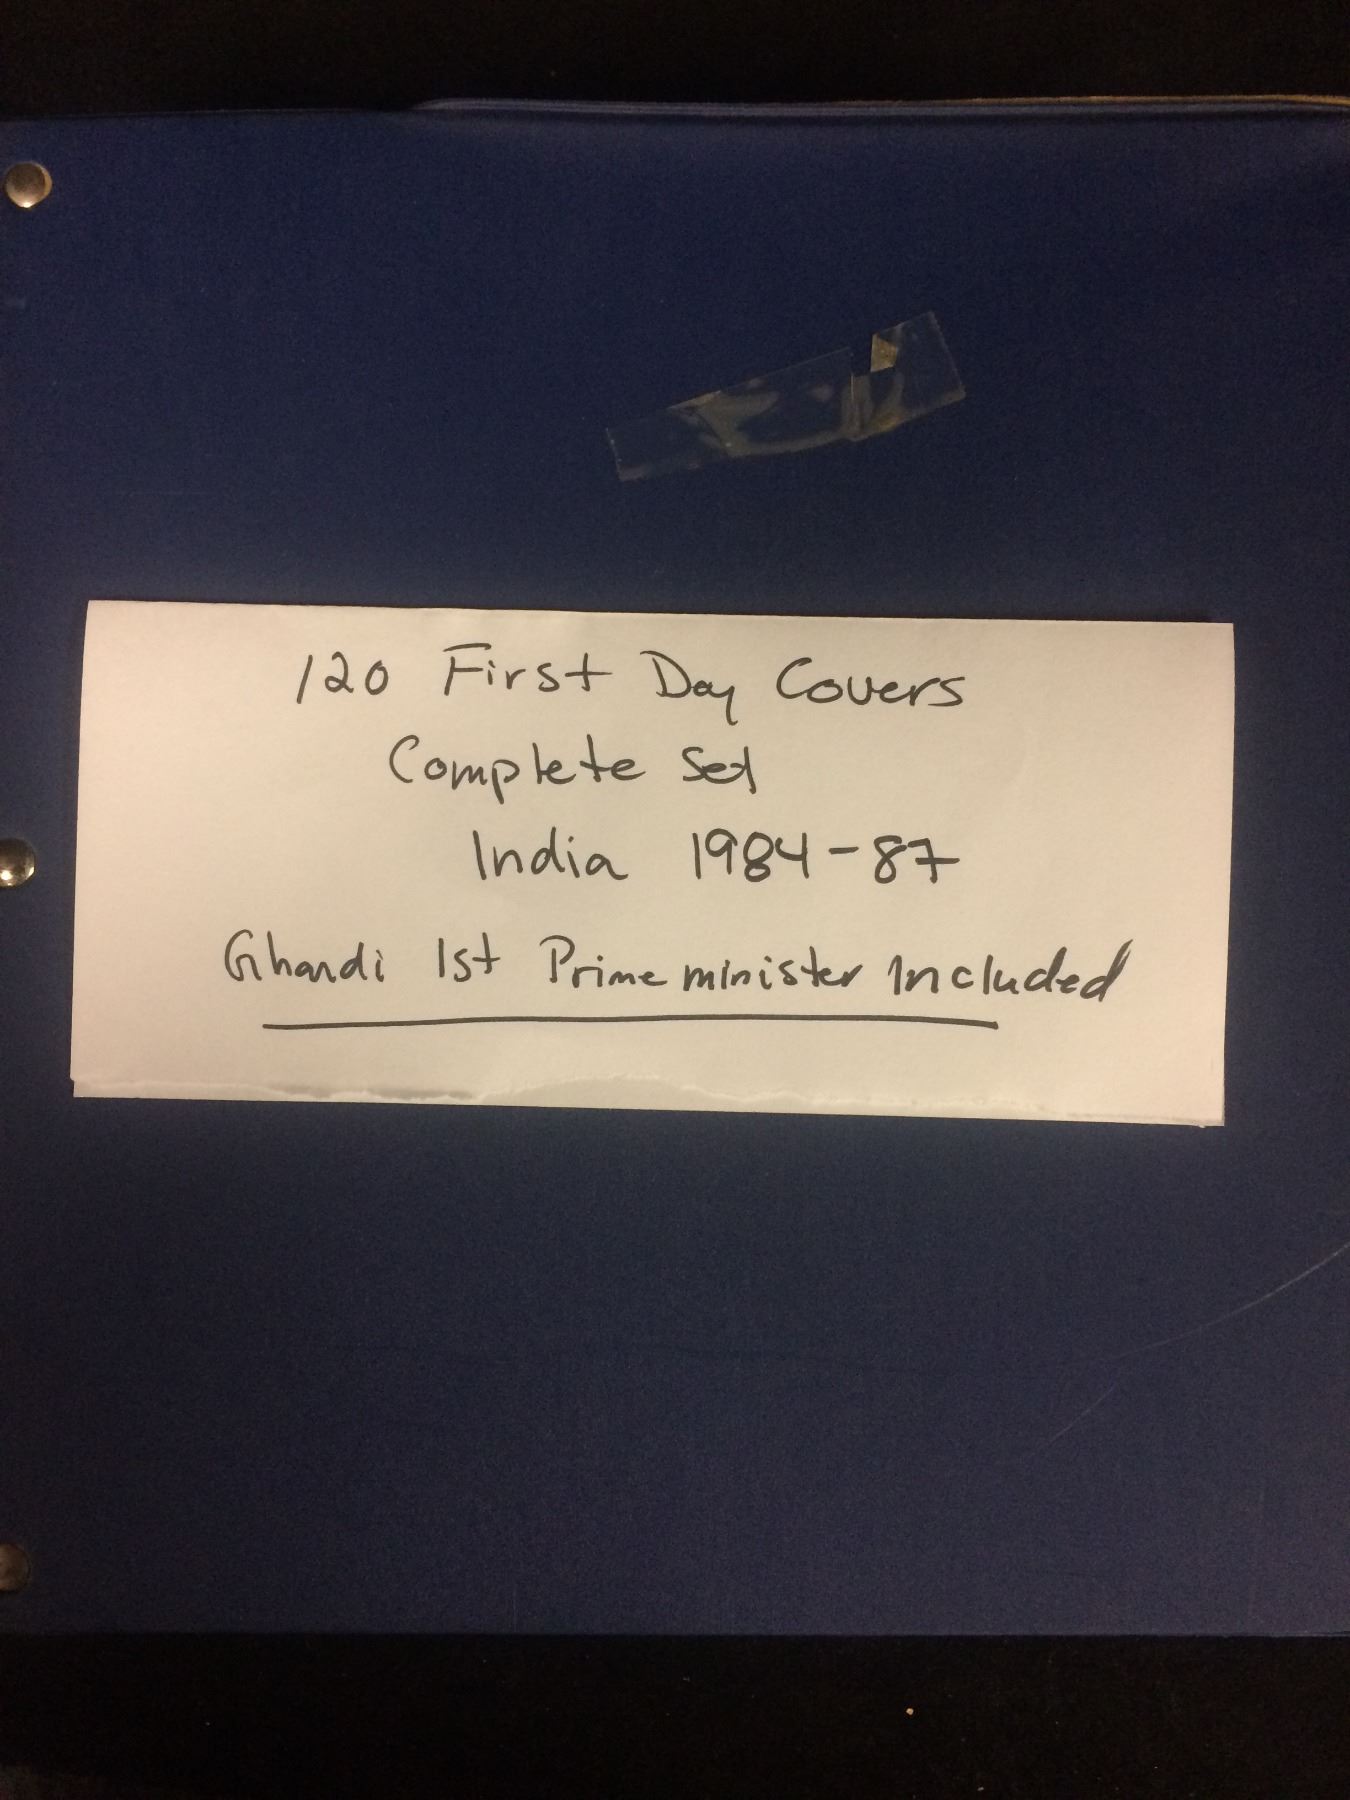 120 First Day Covers
Complete Set
India 1984-87
Ghandi 1st Prime minister Included